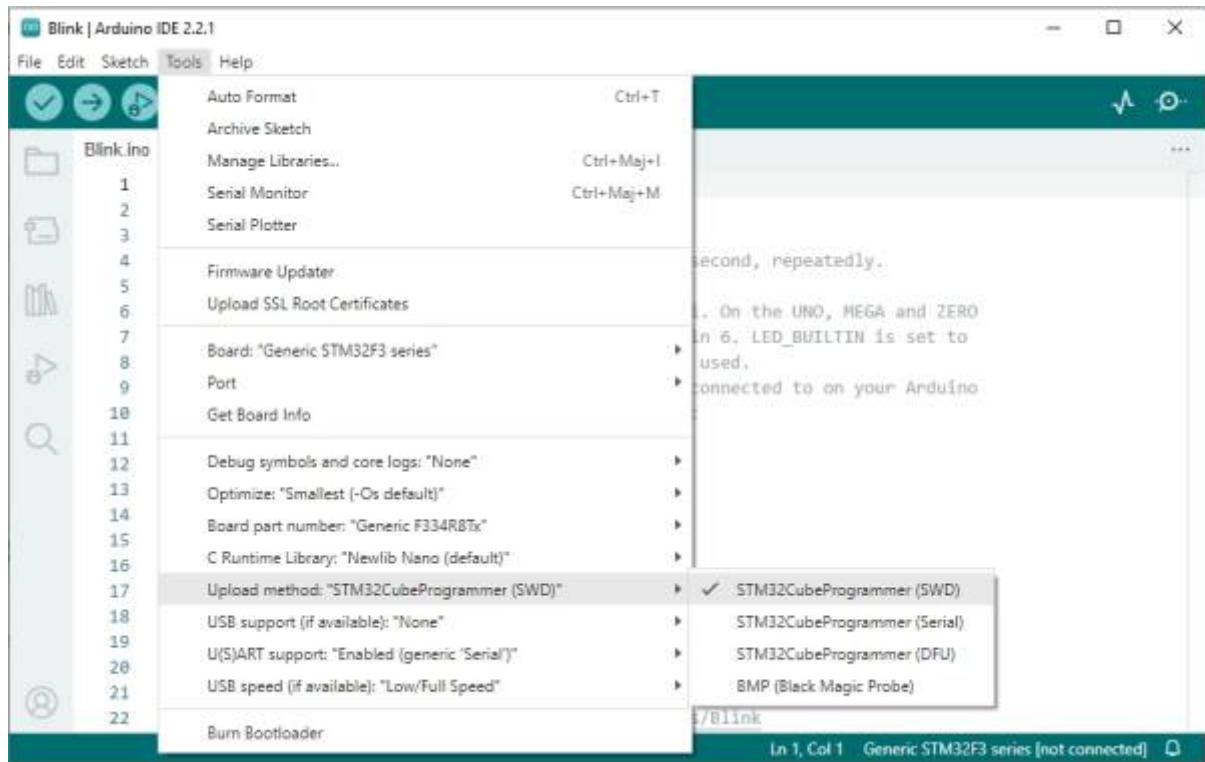 Blink | Arduino IDE 2.2.1
File Edit Sketch Tools Help
Blink.ino
Auto Format Ctrl+T
Archive Sketch
Manage Libraries... Ctrl+Maj+I
Serial Monitor Ctrl+Maj+M
Serial Plotter
Firmware Updater
Upload SSL Root Certificates
Board: "Generic STM32F3 series"
Port
Get Board Info
Debug symbols and core logs: "None"
Optimize: "Smallest (-Os default)"
Board part number: "Generic F334R8Tx"
C Runtime Library: "Newlib Nano (default)"
Upload method: "STM32CubeProgrammer (SWD)"
USB support (if available): "None"
U(S)ART support: "Enabled (generic 'Serial')"
USB speed (if available): "Low/Full Speed"
Burn Bootloader
STM32CubeProgrammer (SWD)
STM32CubeProgrammer (Serial)
STM32CubeProgrammer (DFU)
BMP (Black Magic Probe)
1
2
3
4 second, repeatedly.
5
6 . On the UNO, MEGA and ZERO
7 in 6. LED_BUILTIN is set to
8 used.
9 connected to on your Arduino
10
11
12
13
14
15
16
17
18
19
20
21
22 s/Blink
Ln 1, Col 1 Generic STM32F3 series [not connected]